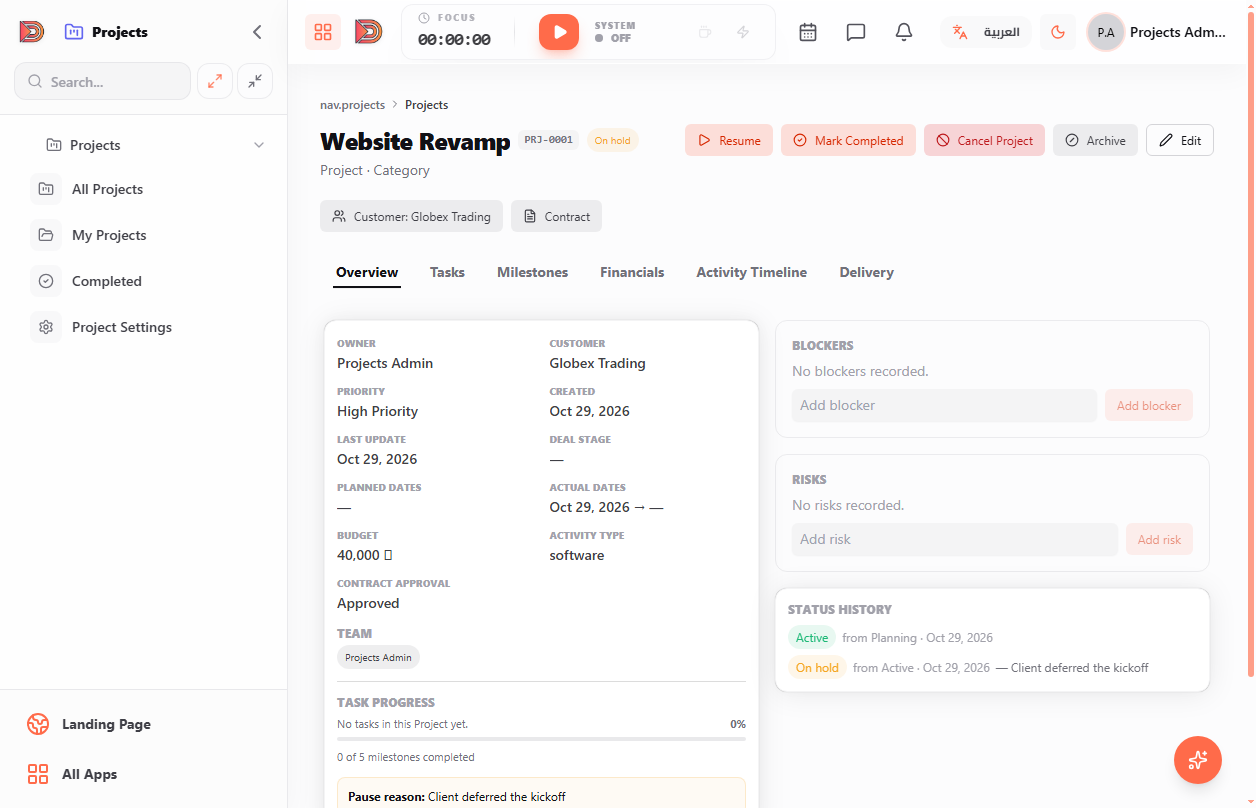 Projects
Search...
Projects
All Projects
My Projects
Completed
Project Settings
Landing Page
All Apps
FOCUS
00:00:00
SYSTEM
OFF
العربية
P.A
Projects Adm...
nav.projects > Projects
Website Revamp PRJ-0001 On hold
Resume
Mark Completed
Cancel Project
Archive
Edit
Project · Category
Customer: Globex Trading
Contract
Overview
Tasks
Milestones
Financials
Activity Timeline
Delivery
OWNER
Projects Admin
CUSTOMER
Globex Trading
PRIORITY
High Priority
CREATED
Oct 29, 2026
LAST UPDATE
Oct 29, 2026
DEAL STAGE
—
PLANNED DATES
—
ACTUAL DATES
Oct 29, 2026 → —
BUDGET
40,000
ACTIVITY TYPE
software
CONTRACT APPROVAL
Approved
TEAM
Projects Admin
TASK PROGRESS
No tasks in this Project yet. 0%
0 of 5 milestones completed
Pause reason: Client deferred the kickoff
BLOCKERS
No blockers recorded.
Add blocker
Add blocker
RISKS
No risks recorded.
Add risk
Add risk
STATUS HISTORY
Active from Planning · Oct 29, 2026
On hold from Active · Oct 29, 2026 — Client deferred the kickoff